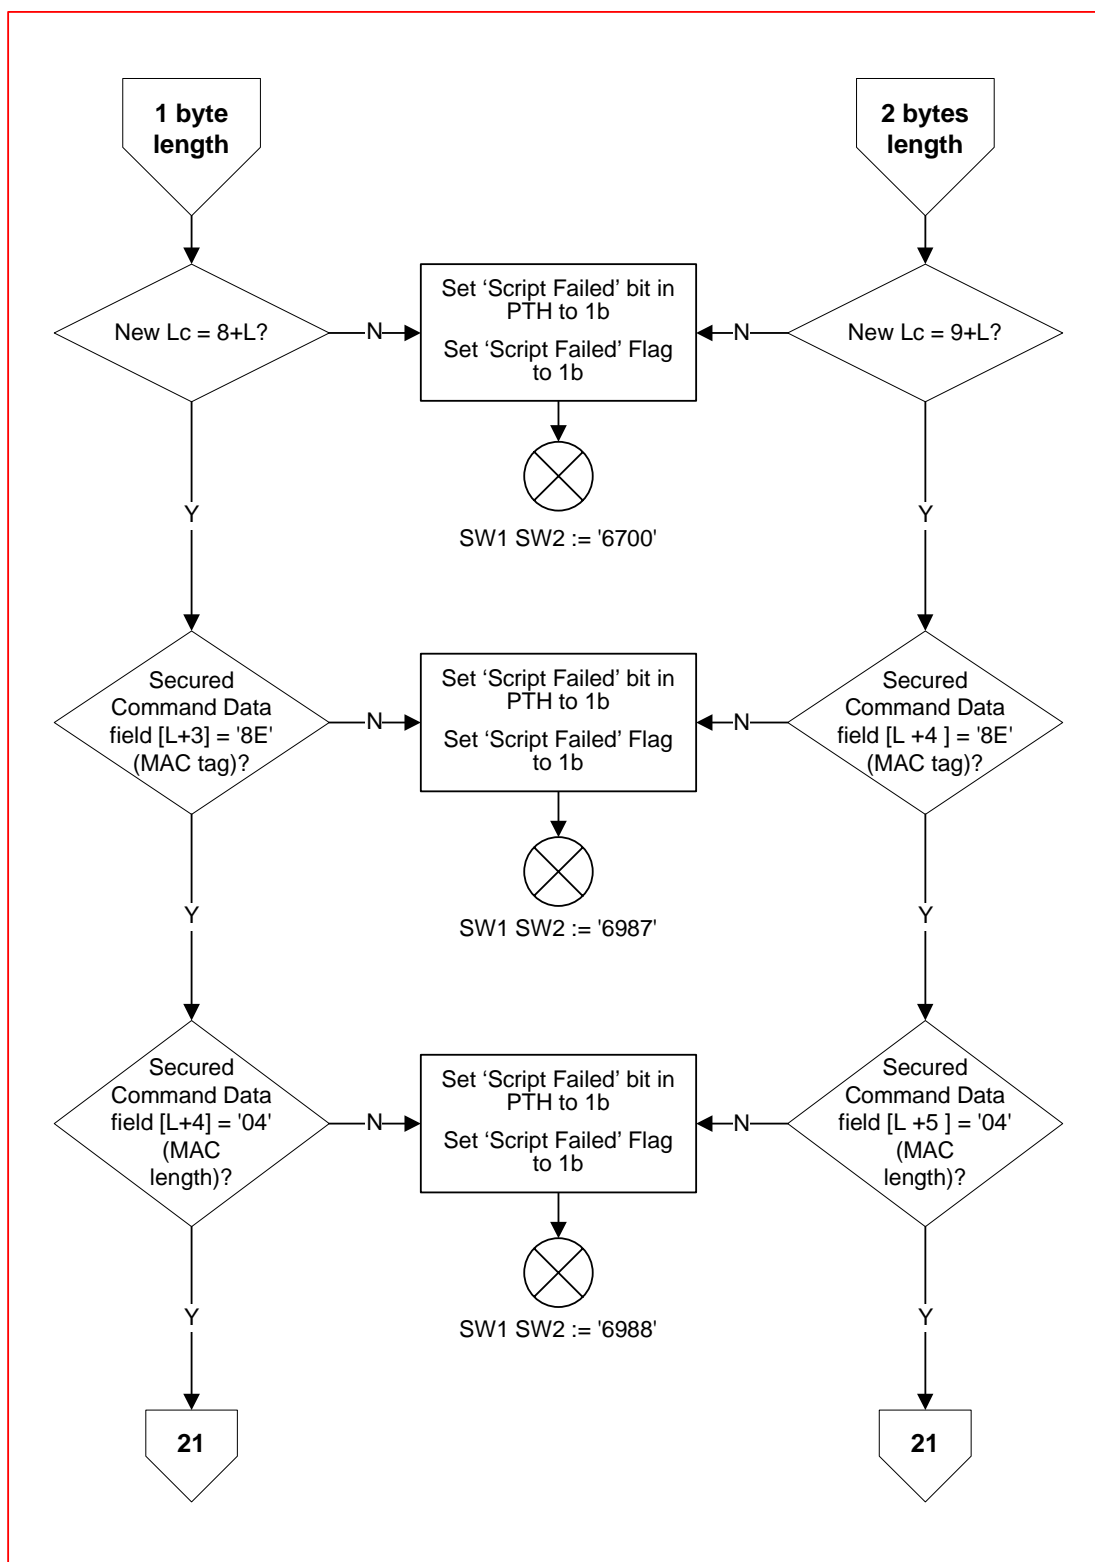 1 byte
length
2 bytes
length
New Lc = 8+L?
N
Set ‘Script Failed’ bit in
PTH to 1b
Set ‘Script Failed’ Flag
to 1b
N
New Lc = 9+L?
SW1 SW2 := '6700'
Y
Y
Secured
Command Data
field [L+3] = '8E'
(MAC tag)?
N
Set ‘Script Failed’ bit in
PTH to 1b
Set ‘Script Failed’ Flag
to 1b
N
Secured
Command Data
field [L +4 ] = '8E'
(MAC tag)?
SW1 SW2 := '6987'
Y
Y
Secured
Command Data
field [L+4] = '04'
(MAC
length)?
N
Set ‘Script Failed’ bit in
PTH to 1b
Set ‘Script Failed’ Flag
to 1b
N
Secured
Command Data
field [L +5 ] = '04'
(MAC
length)?
SW1 SW2 := '6988'
Y
Y
21
21